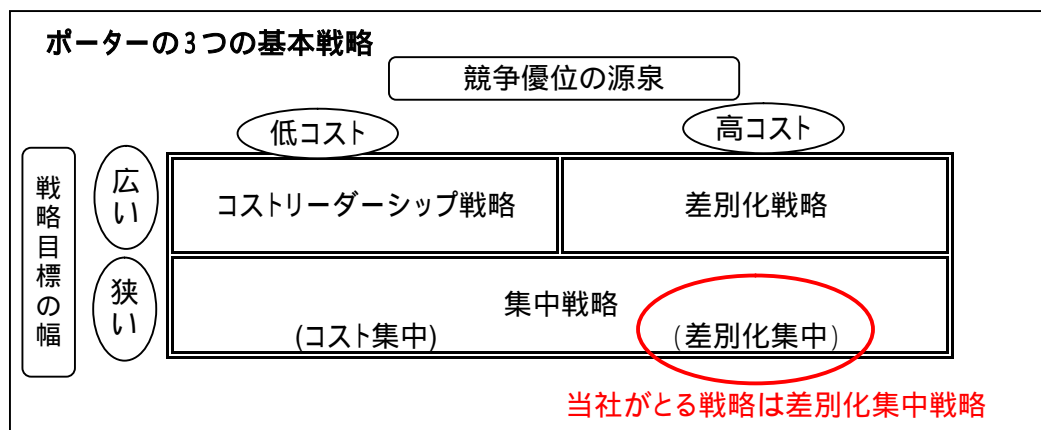 ポーターの3つの基本戦略
競争優位の源泉
低コスト
高コスト
戦略目標の幅
広い
コストリーダーシップ戦略
差別化戦略
狭い
集中戦略
(コスト集中)
(差別化集中)
当社がとる戦略は差別化集中戦略